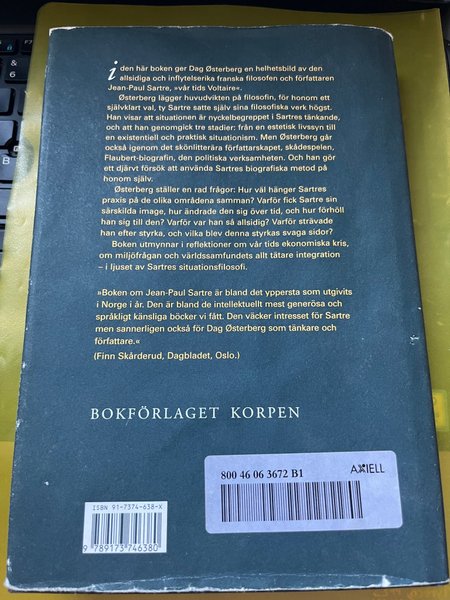 i den här boken ger Dag Østerberg en helhetsbild av den
allsidiga och inflytelserika franska filosofen och författaren
Jean-Paul Sartre, »vår tids Voltaire«.
Østerberg lägger huvudvikten på filosofin, för honom ett
självklart val, ty Sartre satte själv sina filosofiska verk högst.
Han visar att situationen är nyckelbegreppet i Sartres tänkande,
och att han genomgick tre stadier: från en estetisk livssyn till
en existentiell och praktisk situationism. Men Østerberg går
också igenom det skönlitterära författarskapet, skådespelen,
Flaubert-biografin, den politiska verksamheten. Och han gör
ett djärvt försök att använda Sartres biografiska metod på
honom själv.
Østerberg ställer en rad frågor: Hur väl hänger Sartres
praxis på de olika områdena samman? Varför fick Sartre sin
särskilda image, hur ändrade den sig över tid, och hur förhöll
han sig till den? Varför var han så allsidig? Varför strävade
han efter styrka, och vilka blev denna styrkas svaga sidor?
Boken utmynnar i reflektioner om vår tids ekonomiska kris,
om miljöfrågan och världssamfundets allt tätare integration
– i ljuset av Sartres situationsfilosofi.
»Boken om Jean-Paul Sartre är bland det yppersta som utgivits
i Norge i år. Den är bland de intellektuellt mest generösa och
språkligt känsliga böcker vi fått. Den väcker intresset för Sartre
men sannerligen också för Dag Østerberg som tänkare och
författare.«
(Finn Skårderud, Dagbladet, Oslo.)
BOKFÖRLAGET KORPEN
800 46 06 3672 B1
AXIELL
ISBN 91-7374-638-X
9 789173 746380